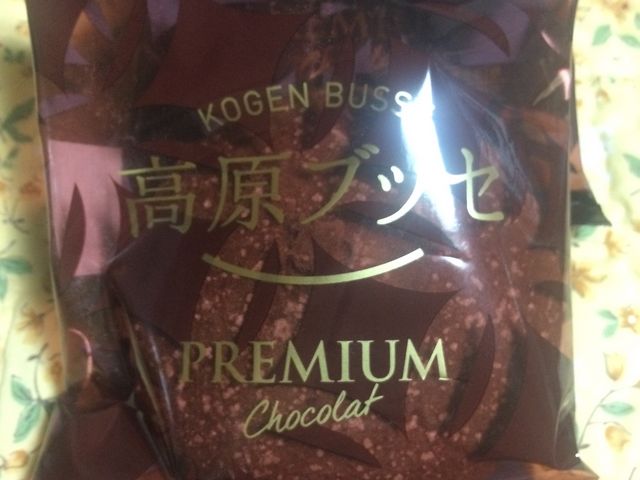 KOGEN BUSSE
高原ブッセ
PREMIUM
Chocolat